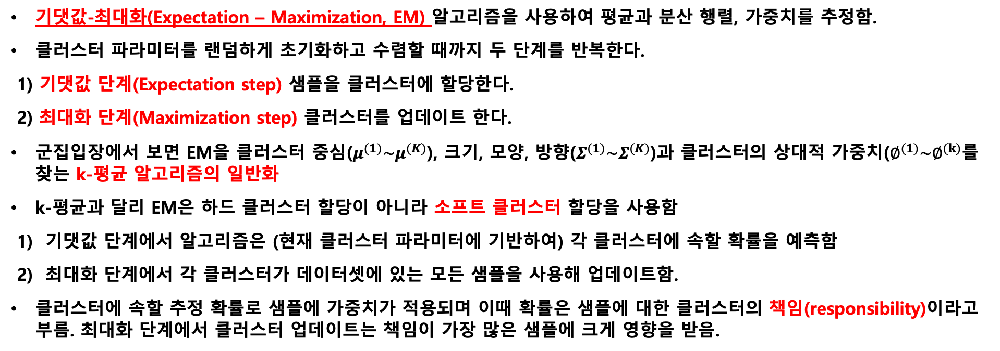 • 기댓값-최대화(Expectation – Maximization, EM) 알고리즘을 사용하여 평균과 분산 행렬, 가중치를 추정함.
• 클러스터 파라미터를 랜덤하게 초기화하고 수렴할 때까지 두 단계를 반복한다.
1) 기댓값 단계(Expectation step) 샘플을 클러스터에 할당한다.
2) 최대화 단계(Maximization step) 클러스터를 업데이트 한다.
• 군집입장에서 보면 EM을 클러스터 중심(μ⁽¹⁾~μ⁽ᴷ⁾), 크기, 모양, 방향(Σ⁽¹⁾~Σ⁽ᴷ⁾)과 클러스터의 상대적 가중치(∅⁽¹⁾~∅⁽ᵏ⁾를
찾는 k-평균 알고리즘의 일반화
• k-평균과 달리 EM은 하드 클러스터 할당이 아니라 소프트 클러스터 할당을 사용함
1) 기댓값 단계에서 알고리즘은 (현재 클러스터 파라미터에 기반하여) 각 클러스터에 속할 확률을 예측함
2) 최대화 단계에서 각 클러스터가 데이터셋에 있는 모든 샘플을 사용해 업데이트함.
• 클러스터에 속할 추정 확률로 샘플에 가중치가 적용되며 이때 확률은 샘플에 대한 클러스터의 책임(responsibility)이라고
부름. 최대화 단계에서 클러스터 업데이트는 책임이 가장 많은 샘플에 크게 영향을 받음.